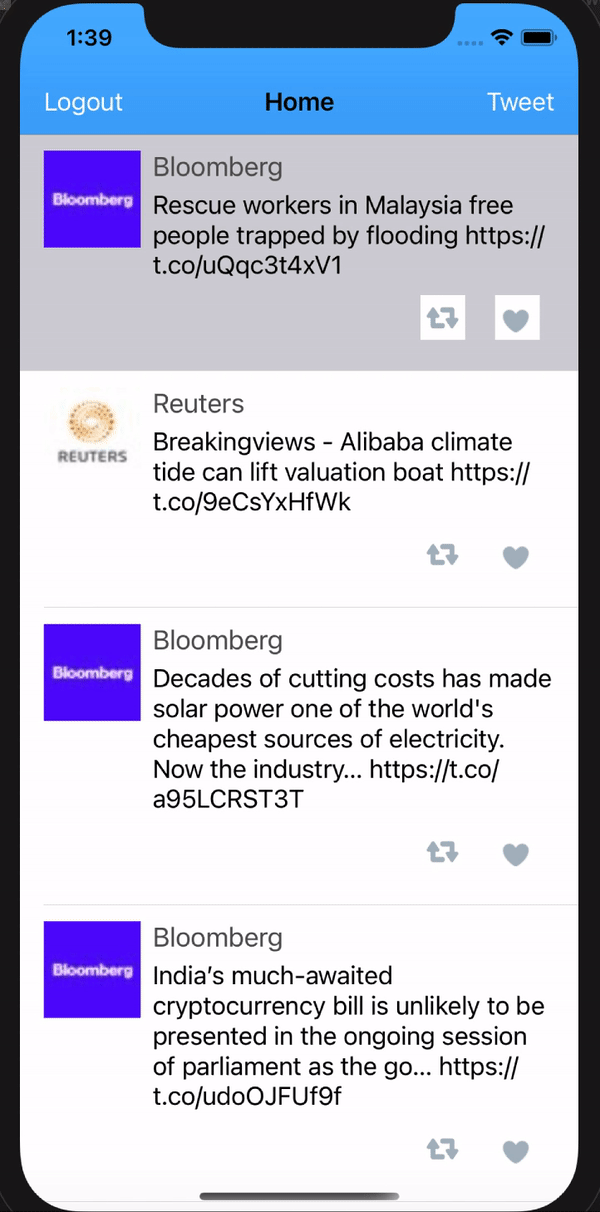 1:39
Logout Home Tweet
Bloomberg
Bloomberg
Rescue workers in Malaysia free
people trapped by flooding https://
t.co/uQqc3t4xV1
REUTERS
Reuters
Breakingviews - Alibaba climate
tide can lift valuation boat https://
t.co/9eCsYxHfWk
Bloomberg
Bloomberg
Decades of cutting costs has made
solar power one of the world's
cheapest sources of electricity.
Now the industry... https://t.co/
a95LCRST3T
Bloomberg
Bloomberg
India’s much-awaited
cryptocurrency bill is unlikely to be
presented in the ongoing session
of parliament as the go... https://
t.co/udoOJFUf9f